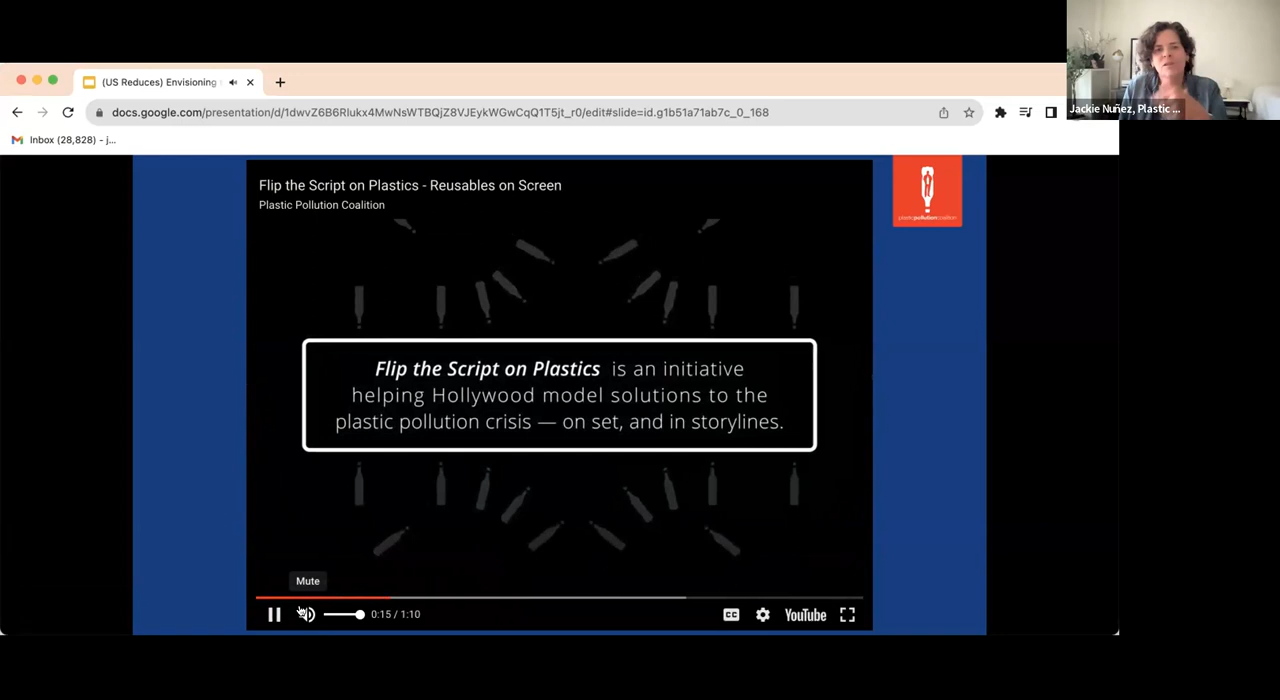 (US Reduces) Envisioning
docs.google.com/presentation/d/1dwvZ6B6Rlukx4MwNsWTBQjZ8VJEykWGwCqQ1T5jt_r0/edit#slide=id.g1b51a71ab7c_0_168
Jackie Nuñez, Plastic ...
Inbox (28,828) - j...
Flip the Script on Plastics - Reusables on Screen
Plastic Pollution Coalition
plasticpollutioncoalition
Flip the Script on Plastics is an initiative
helping Hollywood model solutions to the
plastic pollution crisis — on set, and in storylines.
Mute
0:15 / 1:10
CC
YouTube